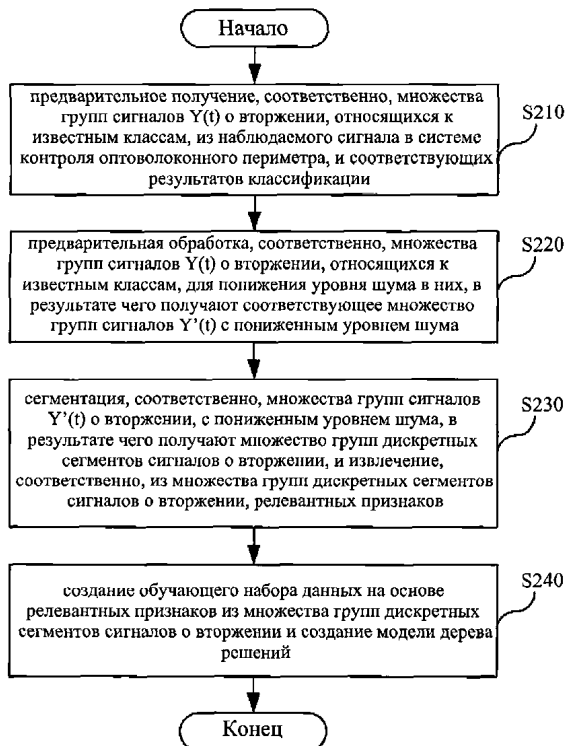 Начало
предварительное получение, соответственно, множества
групп сигналов Y(t) о вторжении, относящихся к
известным классам, из наблюдаемого сигнала в системе
контроля оптоволоконного периметра, и соответствующих
результатов классификации
S210
предварительная обработка, соответственно, множества
групп сигналов Y(t) о вторжении, относящихся к
известным классам, для понижения уровня шума в них, в
результате чего получают соответствующее множество
групп сигналов Y’(t) с пониженным уровнем шума
S220
сегментация, соответственно, множества групп сигналов
Y’(t) о вторжении, с пониженным уровнем шума, в
результате чего получают множество групп дискретных
сегментов сигналов о вторжении, и извлечение,
соответственно, из множества групп дискретных сегментов
сигналов о вторжении, релевантных признаков
S230
создание обучающего набора данных на основе
релевантных признаков из множества групп дискретных
сегментов сигналов о вторжении и создание модели дерева
решений
S240
Конец